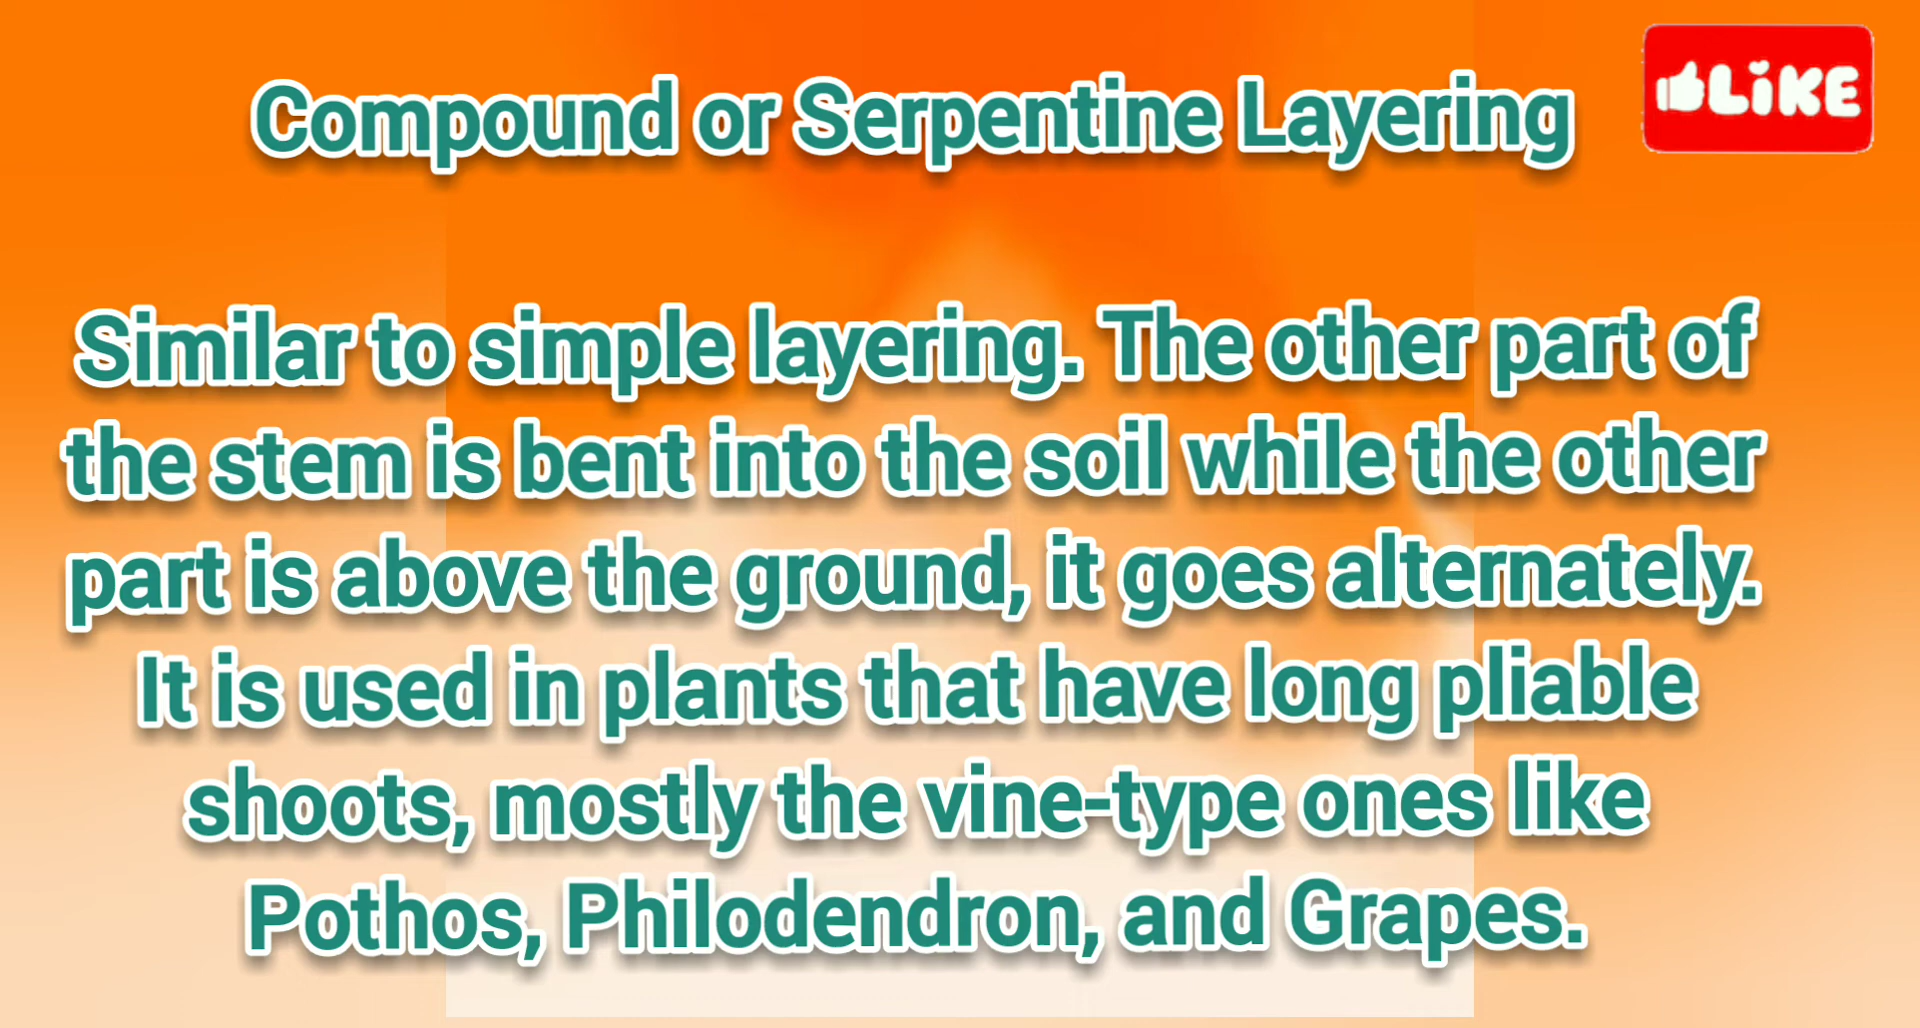 Compound or Serpentine Layering
LiKE
Similar to simple layering. The other part of
the stem is bent into the soil while the other
part is above the ground, it goes alternately.
It is used in plants that have long pliable
shoots, mostly the vine-type ones like
Pothos, Philodendron, and Grapes.